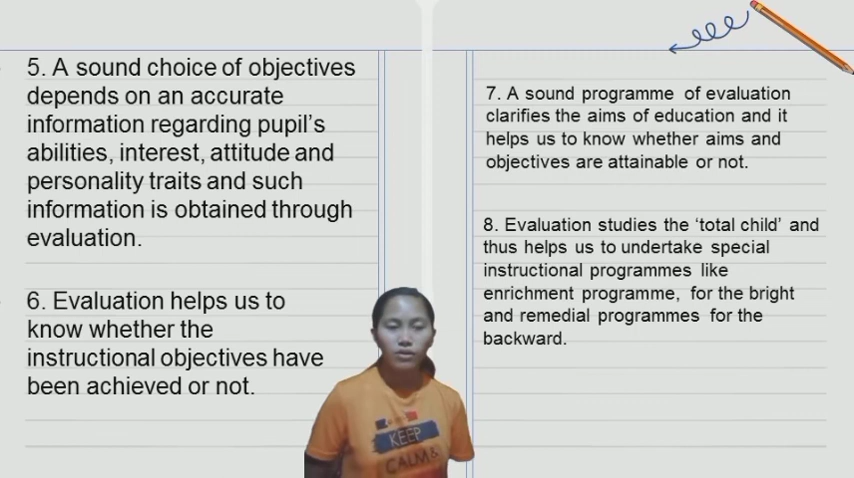 5. A sound choice of objectives
depends on an accurate
information regarding pupil's
abilities, interest, attitude and
personality traits and such
information is obtained through
evaluation.
6. Evaluation helps us to
know whether the
instructional objectives have
been achieved or not.
7. A sound programme of evaluation
clarifies the aims of education and it
helps us to know whether aims and
objectives are attainable or not.
8. Evaluation studies the ‘total child’ and
thus helps us to undertake special
instructional programmes like
enrichment programme, for the bright
and remedial programmes for the
backward.
KEEP
CALM &